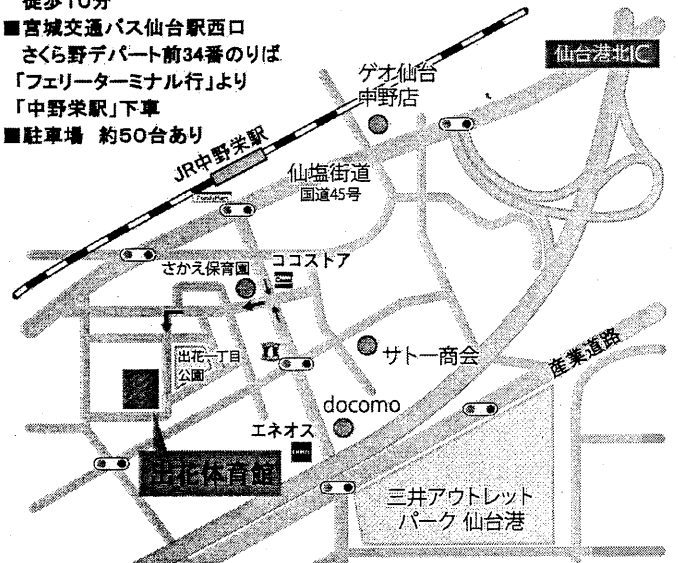 徒歩10分
■宮城交通バス仙台駅西口
さくら野デパート前34番のりば
「フェリーターミナル行」より
「中野栄駅」下車
■駐車場 約50台あり
仙台港北IC
ゲオ仙台
中野店
JR中野栄駅
仙塩街道
国道45号
FamilyMart
ココストア
さかえ保育園
出花一丁目
公園
サトー商会
産業道路
docomo
エネオス
出花体育館
三井アウトレット
パーク 仙台港